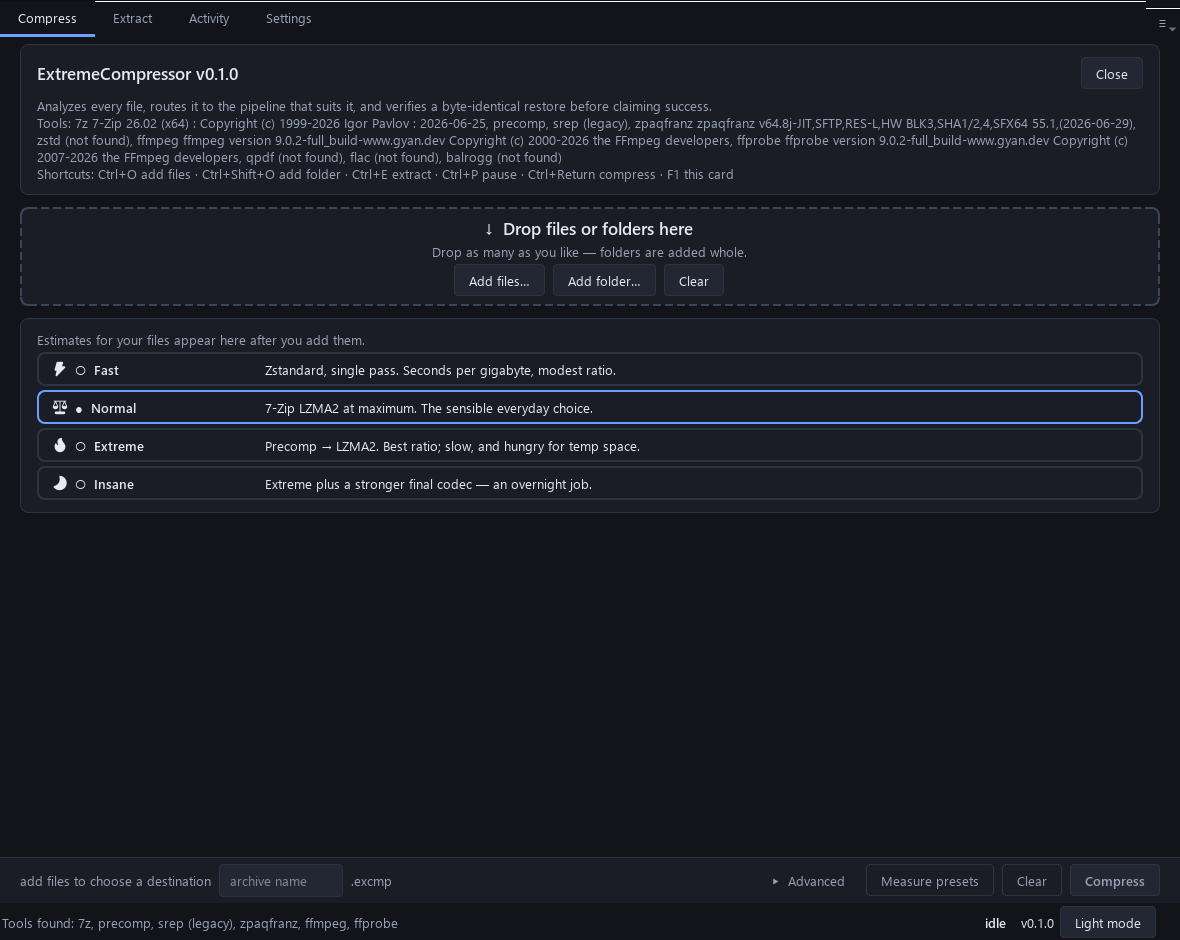 Compress Extract Activity Settings
ExtremeCompressor v0.1.0
Close
Analyzes every file, routes it to the pipeline that suits it, and verifies a byte-identical restore before claiming success.
Tools: 7z 7-Zip 26.02 (x64) : Copyright (c) 1999-2026 Igor Pavlov : 2026-06-25, precomp, srep (legacy), zpaqfranz zpaqfranz v64.8j-JIT,SFTP,RES-L,HW BLK3,SHA1/2,4,SFX64 55.1,(2026-06-29),
zstd (not found), ffmpeg ffmpeg version 9.0.2-full_build-www.gyan.dev Copyright (c) 2000-2026 the FFmpeg developers, ffprobe ffprobe version 9.0.2-full_build-www.gyan.dev Copyright (c)
2007-2026 the FFmpeg developers, qpdf (not found), flac (not found), balrogg (not found)
Shortcuts: Ctrl+O add files · Ctrl+Shift+O add folder · Ctrl+E extract · Ctrl+P pause · Ctrl+Return compress · F1 this card
↓ Drop files or folders here
Drop as many as you like — folders are added whole.
Add files... Add folder... Clear
Estimates for your files appear here after you add them.
Fast Zstandard, single pass. Seconds per gigabyte, modest ratio.
Normal 7-Zip LZMA2 at maximum. The sensible everyday choice.
Extreme Precomp → LZMA2. Best ratio; slow, and hungry for temp space.
Insane Extreme plus a stronger final codec — an overnight job.
add files to choose a destination archive name .excmp ▸ Advanced Measure presets Clear Compress
Tools found: 7z, precomp, srep (legacy), zpaqfranz, ffmpeg, ffprobe idle v0.1.0 Light mode